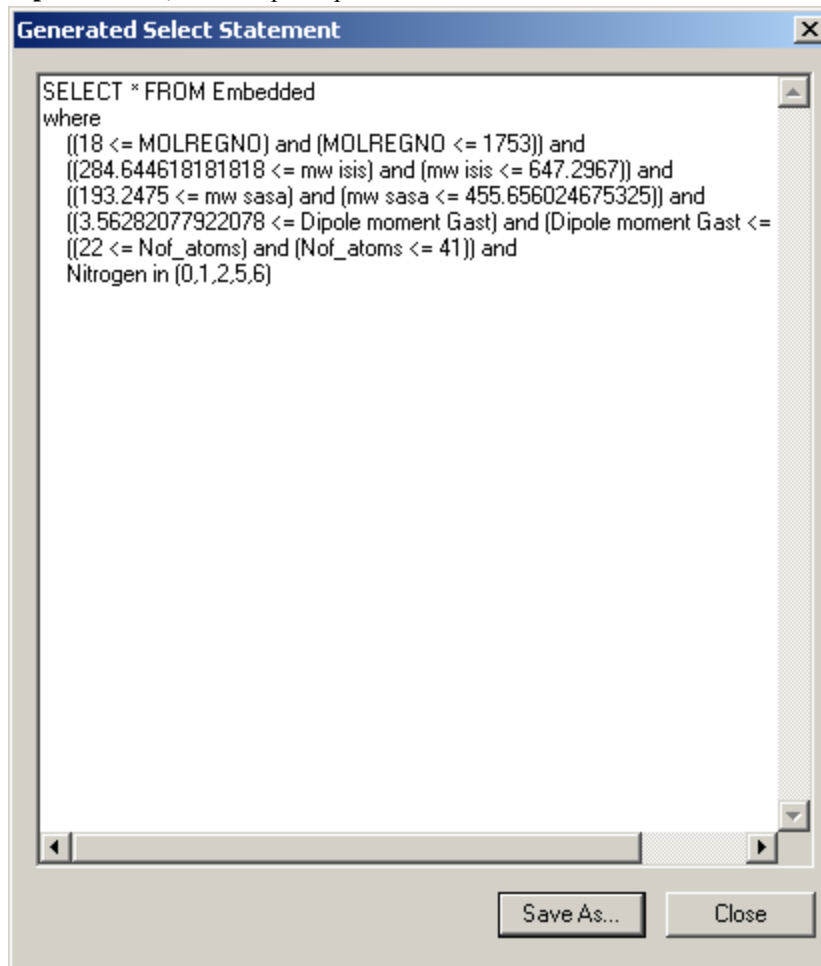 Generated Select Statement
SELECT * FROM Embedded
where
((18 <= MOLREGNO) and (MOLREGNO <= 1753)) and
((284.644618181818 <= mw isis) and (mw isis <= 647.2967)) and
((193.2475 <= mw sasa) and (mw sasa <= 455.656024675325)) and
((3.56282077922078 <= Dipole moment Gast) and (Dipole moment Gast <=
((22 <= Nof_atoms) and (Nof_atoms <= 41)) and
Nitrogen in (0,1,2,5,6)
Save As... Close